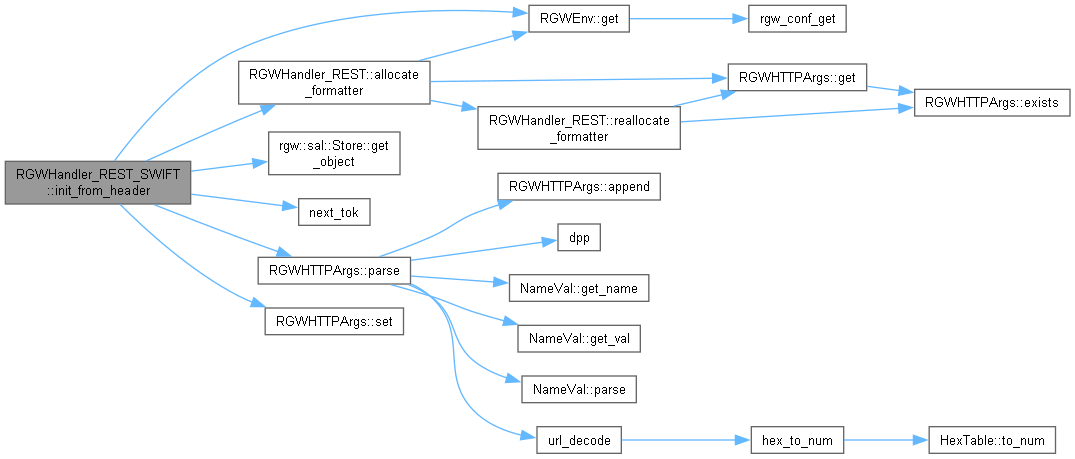 RGWHandler_REST_SWIFT
::init_from_header
RGWEnv::get
rgw_conf_get
RGWHandler_REST::allocate
_formatter
RGWHTTPArgs::get
RGWHTTPArgs::exists
RGWHandler_REST::reallocate
_formatter
rgw::sal::Store::get
_object
next_tok
RGWHTTPArgs::parse
RGWHTTPArgs::append
dpp
NameVal::get_name
NameVal::get_val
NameVal::parse
url_decode
hex_to_num
HexTable::to_num
RGWHTTPArgs::set